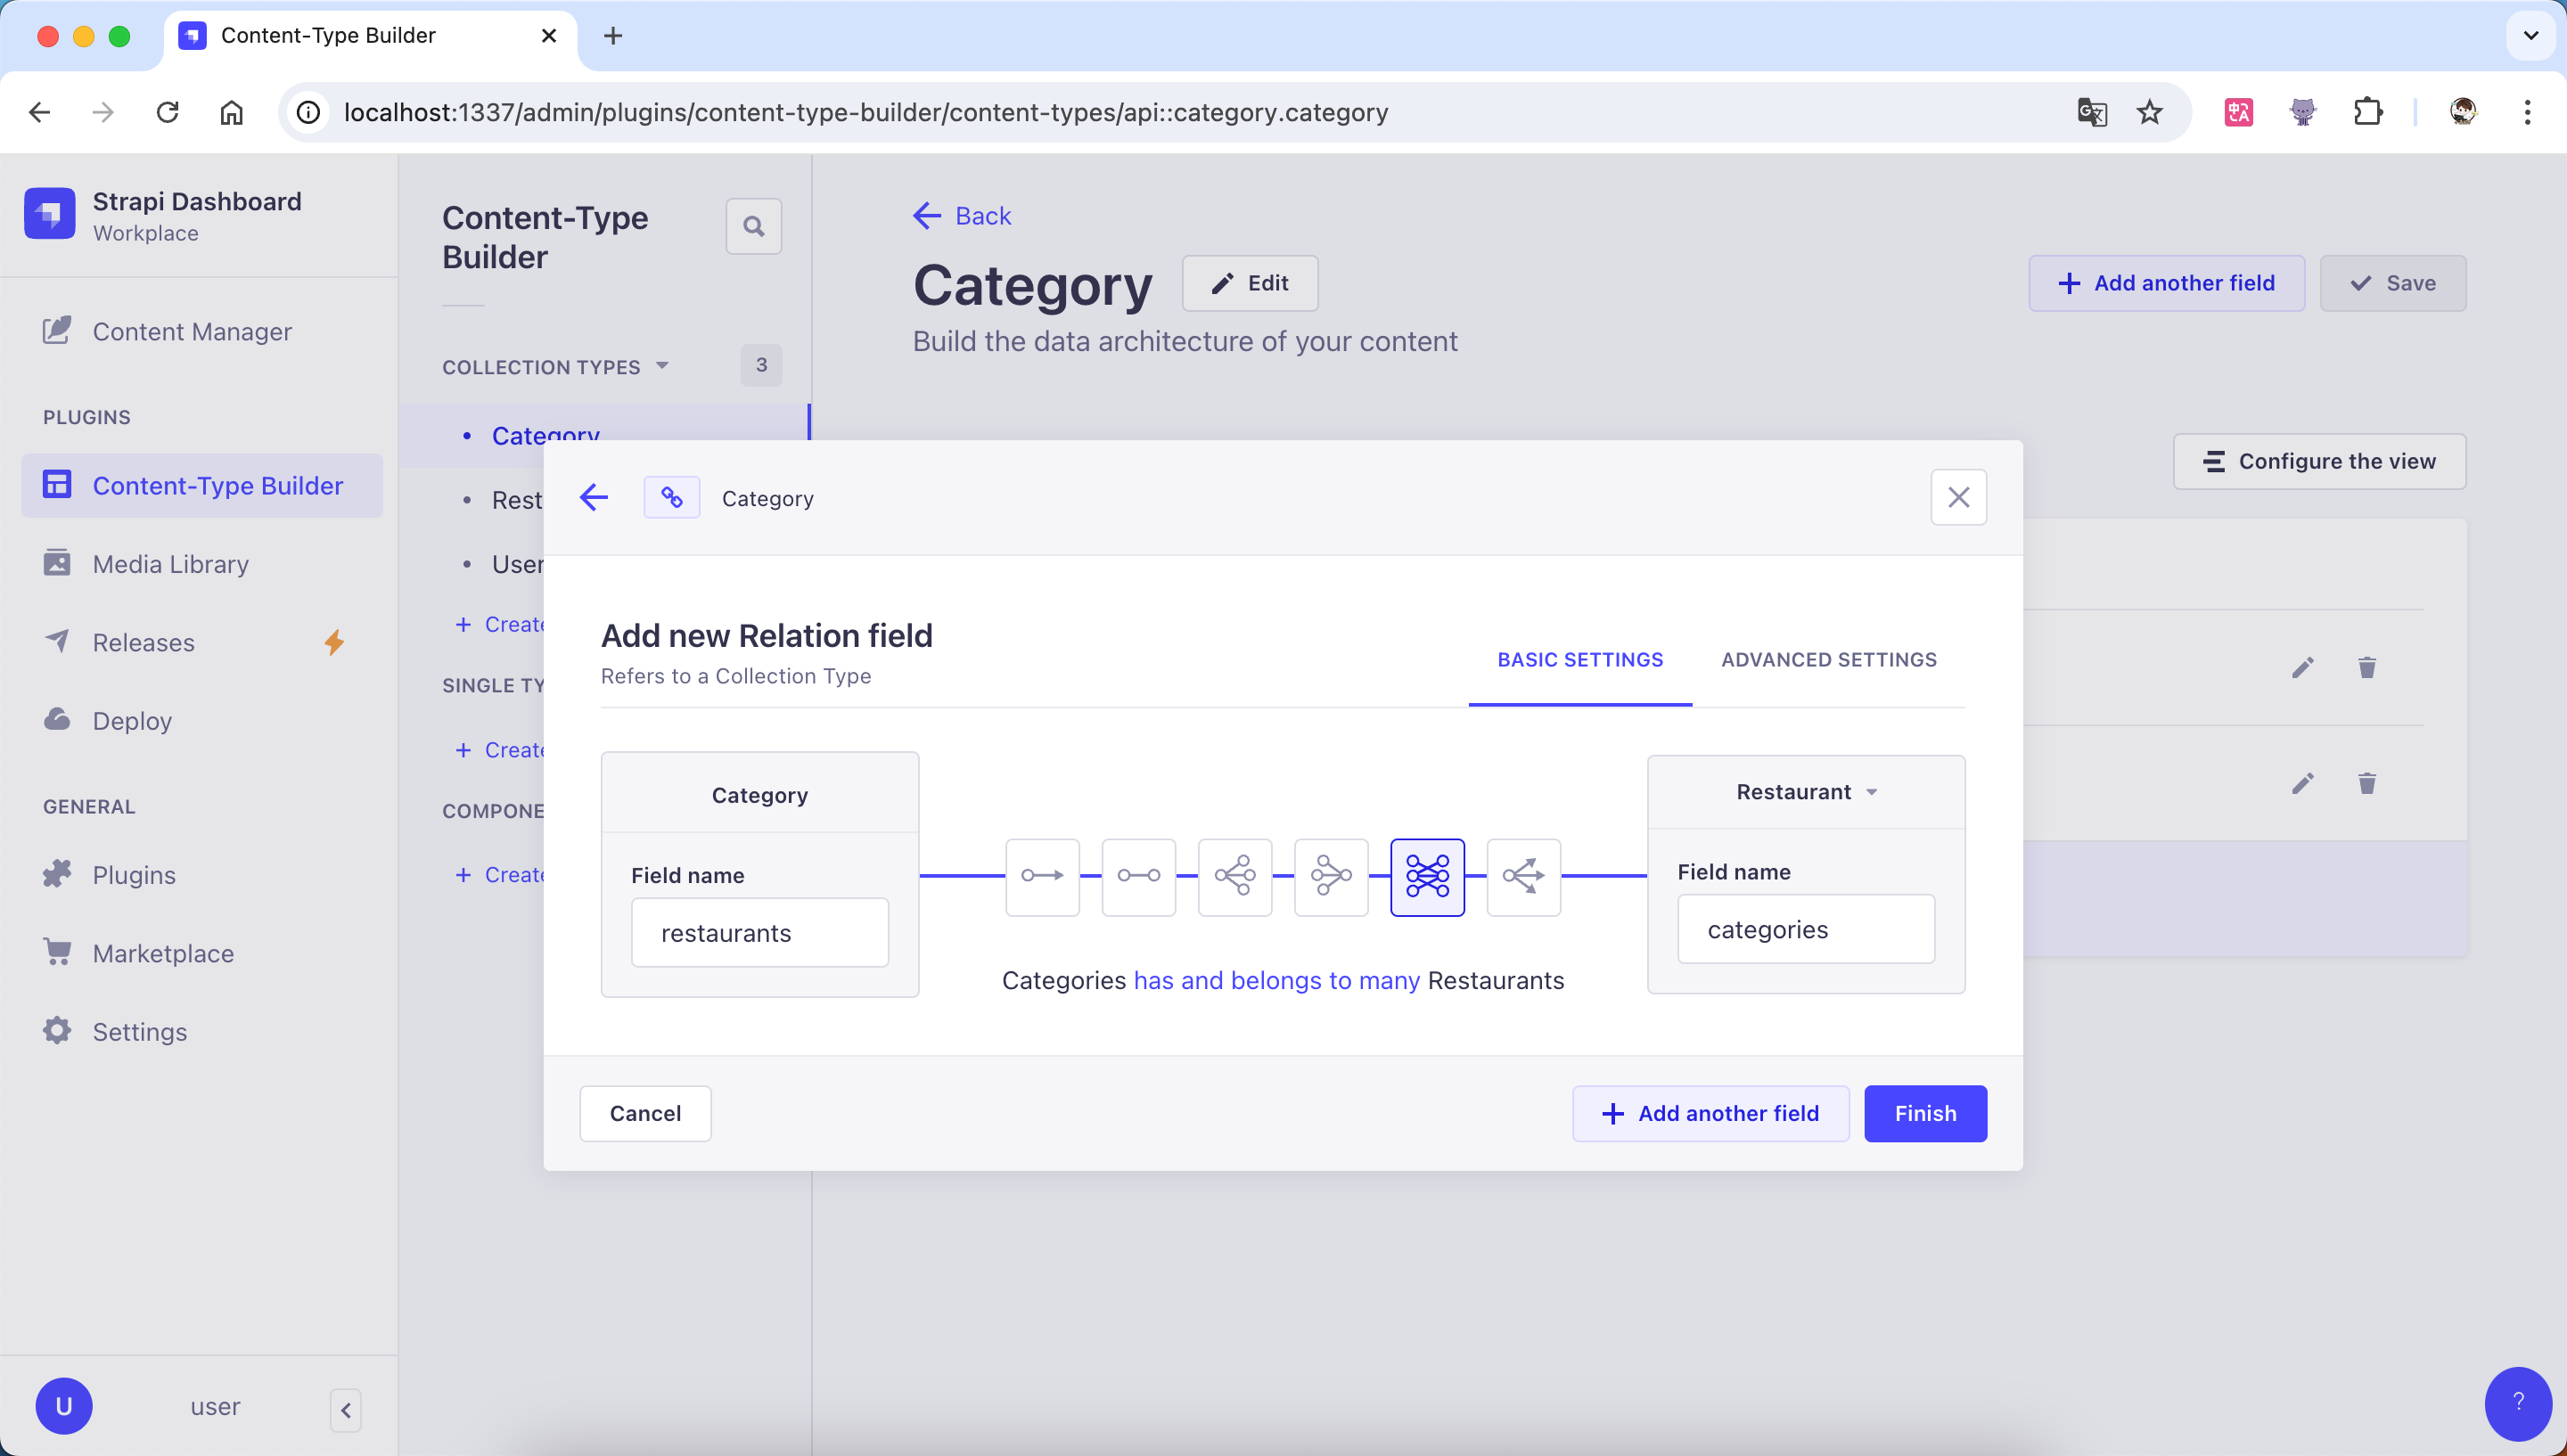 Content-Type Builder
localhost:1337/admin/plugins/content-type-builder/content-types/api::category.category
Strapi Dashboard
Workplace
Content Manager
PLUGINS
Content-Type Builder
Media Library
Releases
Deploy
GENERAL
Plugins
Marketplace
Settings
U
user
Content-Type
Builder
COLLECTION TYPES
3
Category
Rest
User
+ Create
SINGLE TY
+ Create
COMPONE
+ Create
Back
Category
Edit
Build the data architecture of your content
Add another field
Save
Configure the view
Category
Add new Relation field
Refers to a Collection Type
BASIC SETTINGS
ADVANCED SETTINGS
Category
Field name
restaurants
Categories has and belongs to many Restaurants
Restaurant
Field name
categories
Cancel
Add another field
Finish
?